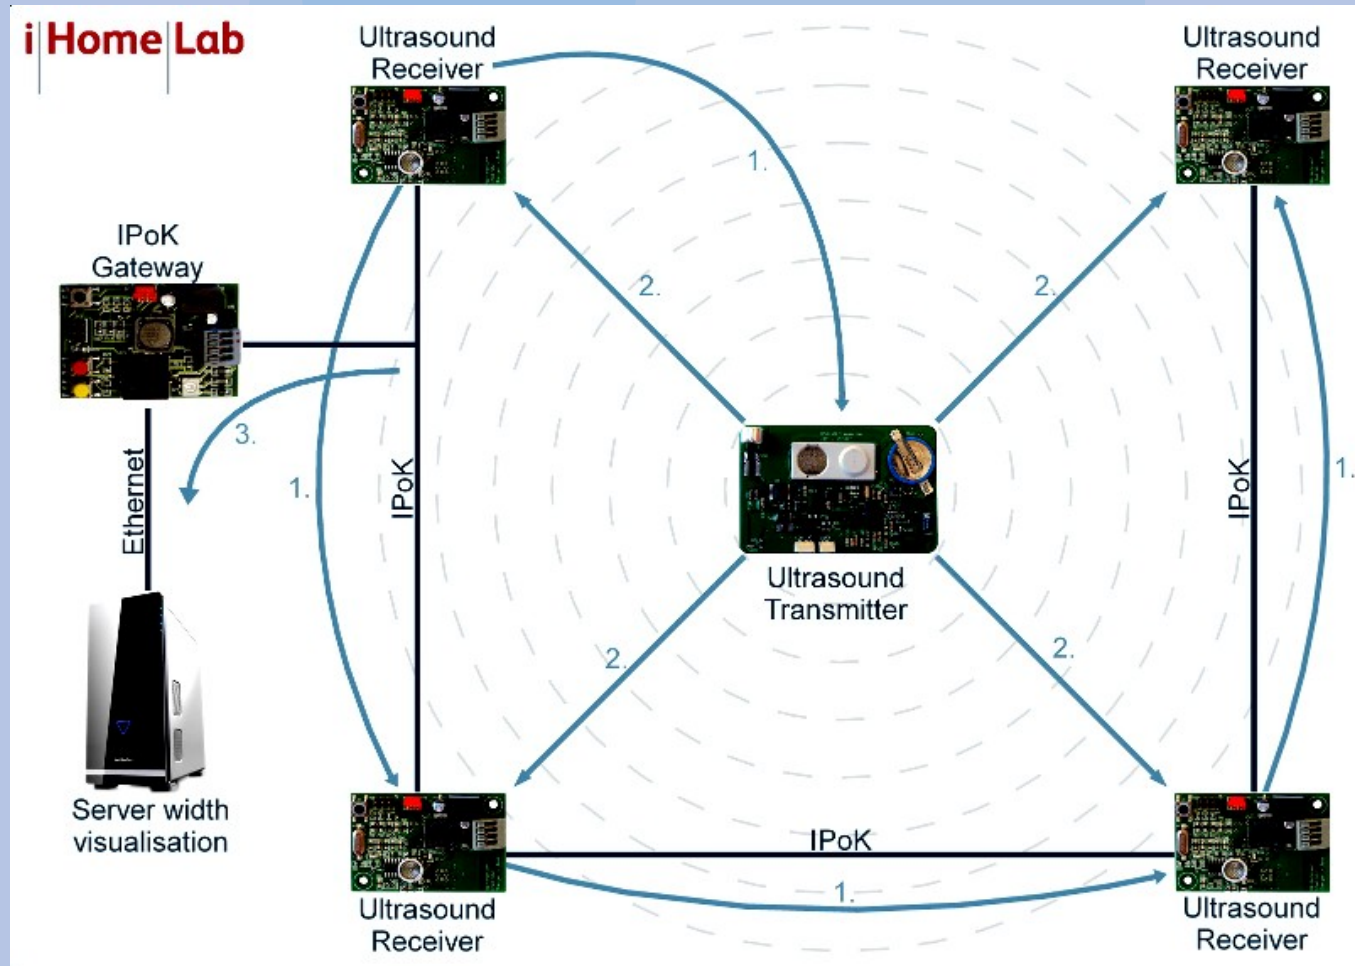 i Home Lab
Ultrasound
Receiver
Ultrasound
Receiver
1.
IPoK
Gateway
2.
2.
3.
1.
IPoK
Ethernet
IPoK
1.
Ultrasound
Transmitter
2.
2.
Server width
visualisation
IPoK
1.
Ultrasound
Receiver
Ultrasound
Receiver